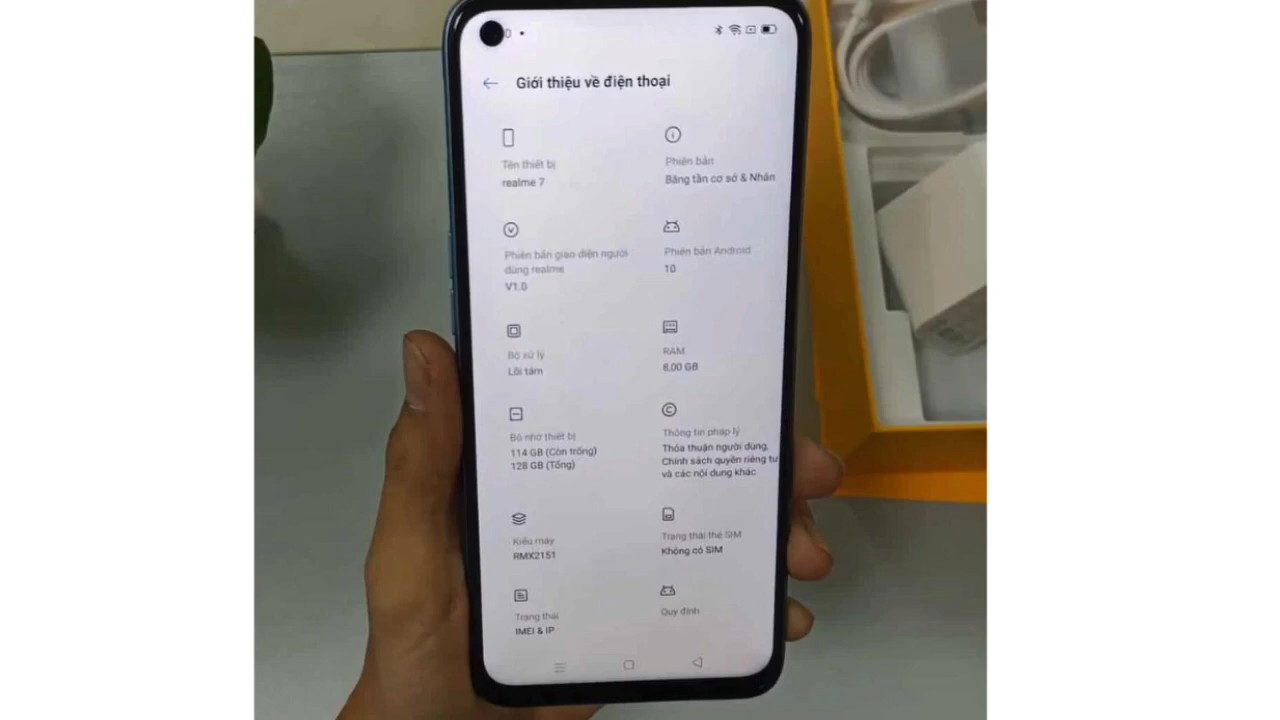 Giới thiệu về điện thoại
Tên thiết bị
realme 7
Phiên bản
Băng tần cơ sở & Nhân
Phiên bản giao diện người
dùng realme
V1.0
Phiên bản Android
10
Bộ xử lý
Lõi tám
RAM
8,00 GB
Bộ nhớ thiết bị
114 GB (Còn trống)
128 GB (Tổng)
Thông tin pháp lý
Thỏa thuận người dùng,
Chính sách quyền riêng tư
và các nội dung khác
Kiểu máy
RMX2151
Trạng thái thẻ SIM
Không có SIM
Trạng thái
IMEI & IP
Quy định